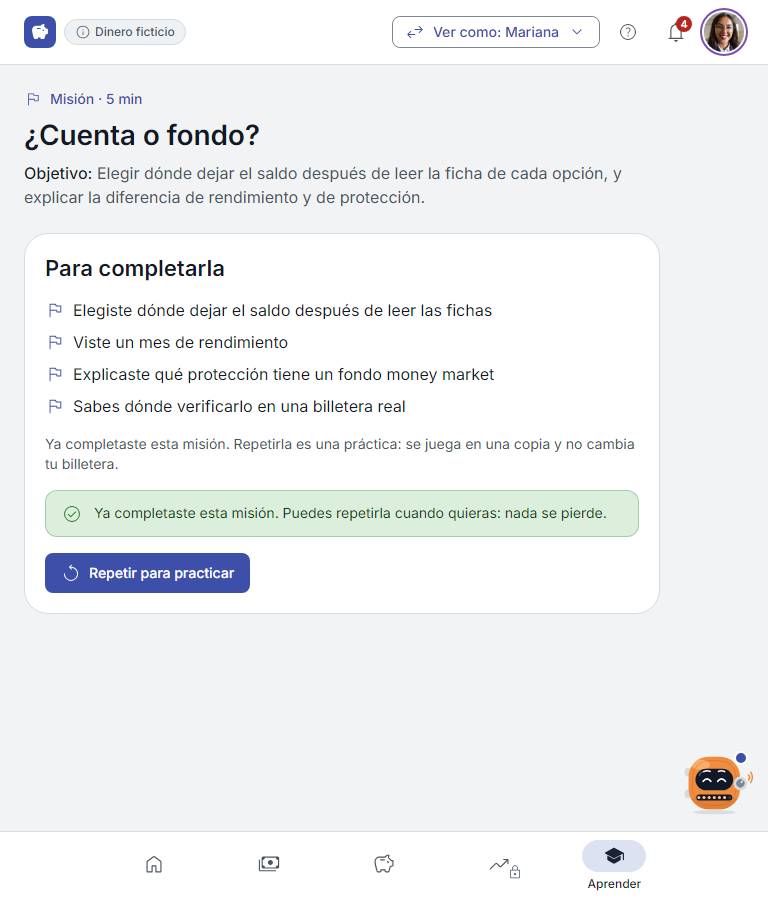 Dinero ficticio
Ver como: Mariana
4
Misión · 5 min
¿Cuenta o fondo?
Objetivo: Elegir dónde dejar el saldo después de leer la ficha de cada opción, y
explicar la diferencia de rendimiento y de protección.
Para completarla
Elegiste dónde dejar el saldo después de leer las fichas
Viste un mes de rendimiento
Explicaste qué protección tiene un fondo money market
Sabes dónde verificarlo en una billetera real
Ya completaste esta misión. Repetirla es una práctica: se juega en una copia y no cambia
tu billetera.
Ya completaste esta misión. Puedes repetirla cuando quieras: nada se pierde.
Repetir para practicar
Aprender